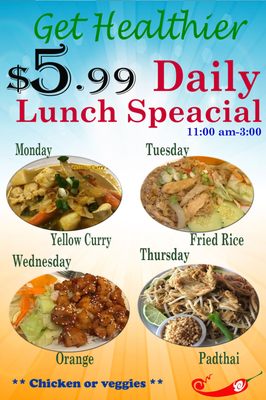 Get Healthier
$5.99 Daily
Lunch Speacial
11:00 am-3:00
Monday
Tuesday
Yellow Curry
Fried Rice
Wednesday
Thursday
Orange
Padthai
** Chicken or veggies **